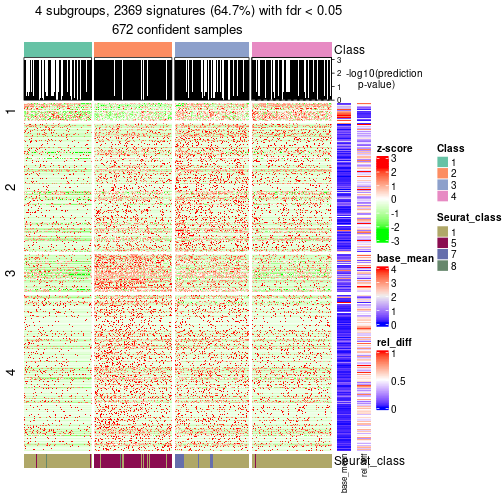 4 subgroups, 2369 signatures (64.7%) with fdr < 0.05
672 confident samples
Class
3
2
1
0
-log10(prediction
p-value)
1
2
3
4
z-score
3
2
1
0
-1
-2
-3
base_mean
4
3
2
1
0
rel_diff
1
0.5
0
Class
1
2
3
4
Seurat_class
1
5
7
8
Seurat_class
base_mean